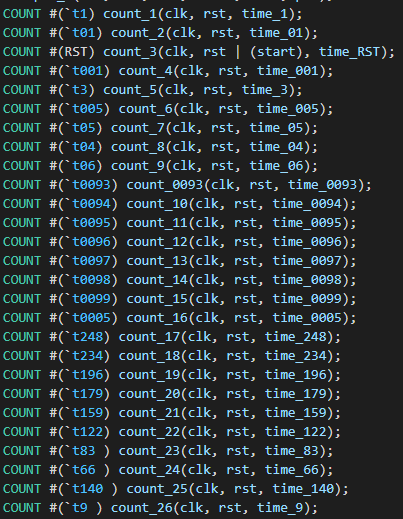 COUNT #(`t1) count_1(clk, rst, time_1);
COUNT #(`t01) count_2(clk, rst, time_01);
COUNT #(RST) count_3(clk, rst | (start), time_RST);
COUNT #(`t001) count_4(clk, rst, time_001);
COUNT #(`t3) count_5(clk, rst, time_3);
COUNT #(`t005) count_6(clk, rst, time_005);
COUNT #(`t05) count_7(clk, rst, time_05);
COUNT #(`t04) count_8(clk, rst, time_04);
COUNT #(`t06) count_9(clk, rst, time_06);
COUNT #(`t0093) count_0093(clk, rst, time_0093);
COUNT #(`t0094) count_10(clk, rst, time_0094);
COUNT #(`t0095) count_11(clk, rst, time_0095);
COUNT #(`t0096) count_12(clk, rst, time_0096);
COUNT #(`t0097) count_13(clk, rst, time_0097);
COUNT #(`t0098) count_14(clk, rst, time_0098);
COUNT #(`t0099) count_15(clk, rst, time_0099);
COUNT #(`t0005) count_16(clk, rst, time_0005);
COUNT #(`t248) count_17(clk, rst, time_248);
COUNT #(`t234) count_18(clk, rst, time_234);
COUNT #(`t196) count_19(clk, rst, time_196);
COUNT #(`t179) count_20(clk, rst, time_179);
COUNT #(`t159) count_21(clk, rst, time_159);
COUNT #(`t122) count_22(clk, rst, time_122);
COUNT #(`t83 ) count_23(clk, rst, time_83);
COUNT #(`t66 ) count_24(clk, rst, time_66);
COUNT #(`t140 ) count_25(clk, rst, time_140);
COUNT #(`t9 ) count_26(clk, rst, time_9);